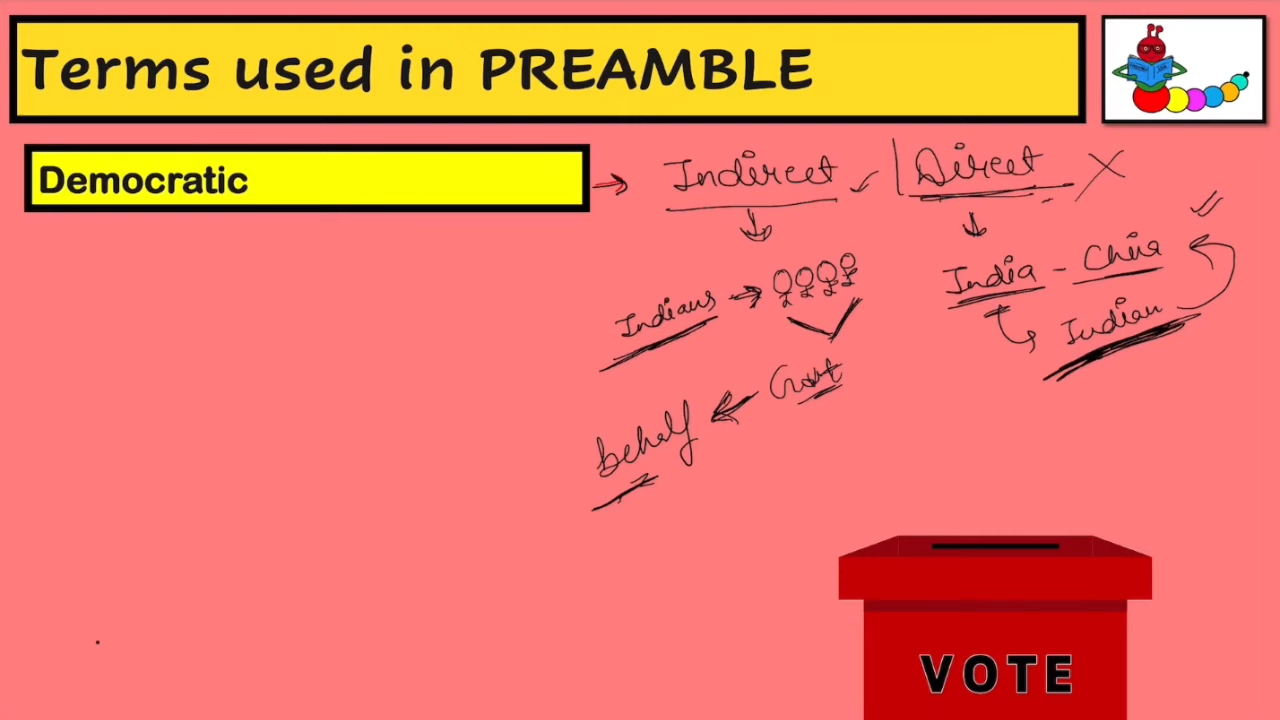 Terms used in PREAMBLE
Democratic → Indirect ✓ | Direct ✗
India - China
Indians →
Indian
Govt
behalf
VOTE